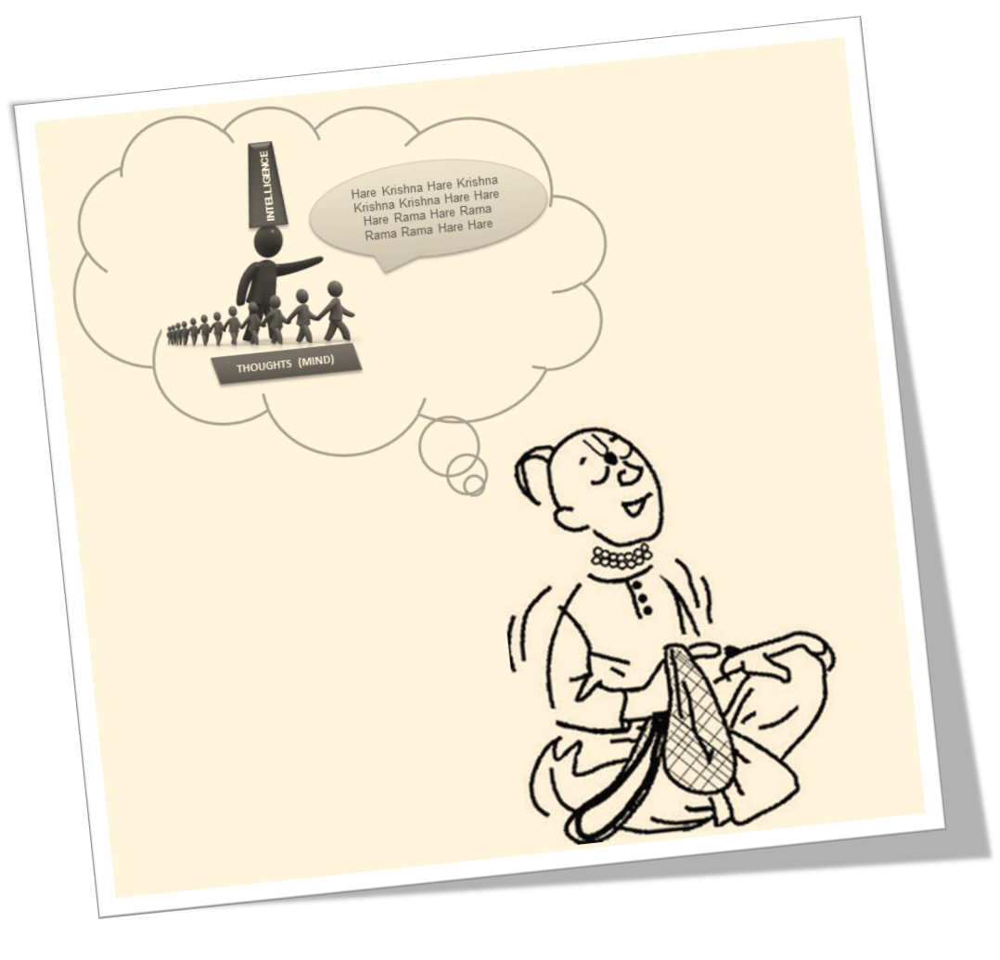 INTELLIGENCE
Hare Krishna Hare Krishna
Krishna Krishna Hare Hare
Hare Rama Hare Rama
Rama Rama Hare Hare
THOUGHTS (MIND)